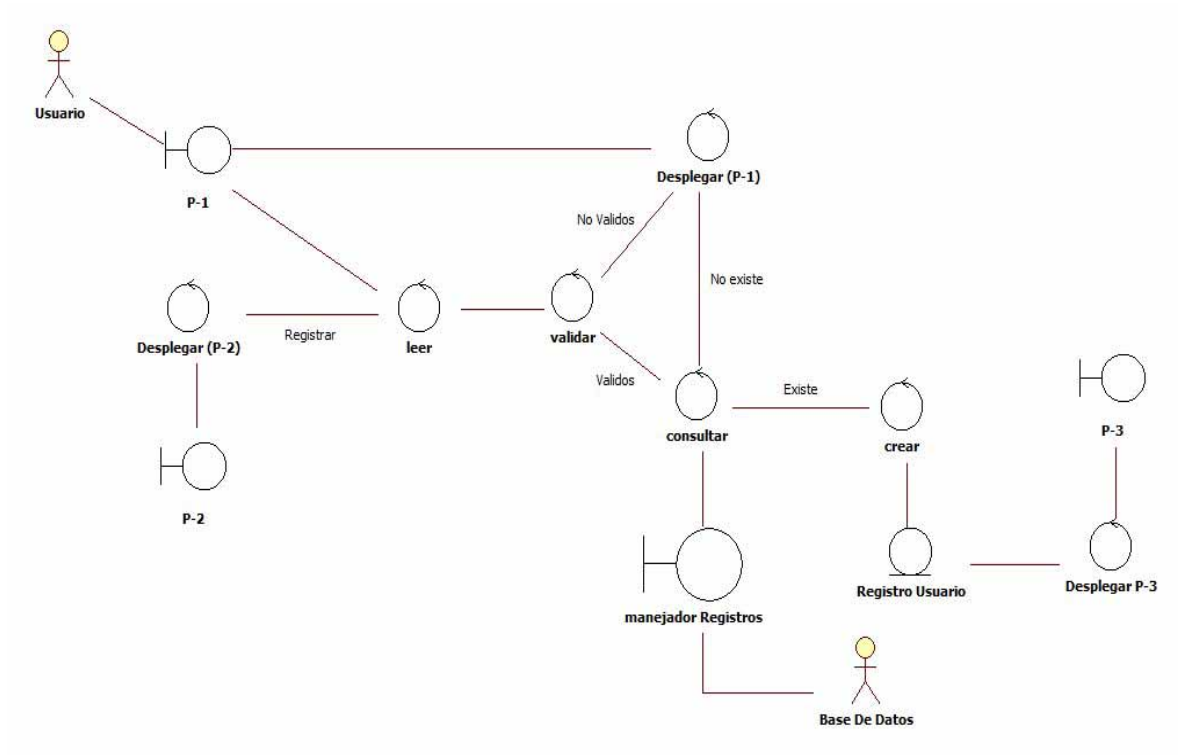 Usuario
P-1
Desplegar (P-1)
No Validos
No existe
Desplegar (P-2)
Registrar
leer
validar
Validos
Existe
consultar
crear
P-3
P-2
manejador Registros
Registro Usuario
Desplegar P-3
Base De Datos